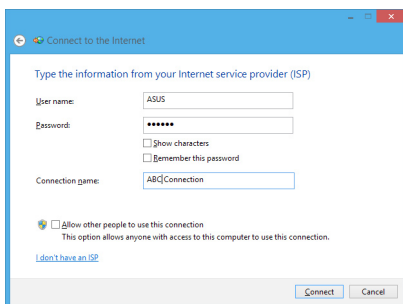 Connect to the Internet
Type the information from your Internet service provider (ISP)
User name:
ASUS
Password:
••••••
Show characters
Remember this password
Connection name:
ABC Connection
Allow other people to use this connection
This option allows anyone with access to this computer to use this connection.
I don't have an ISP
Connect
Cancel